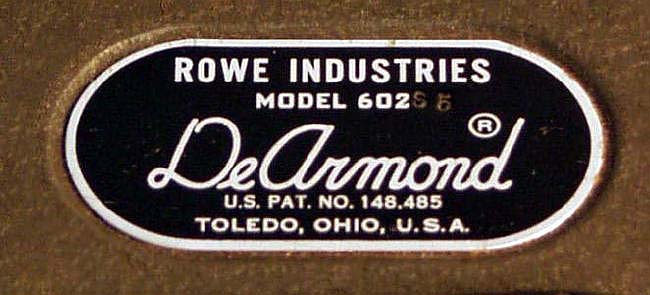 ROWE INDUSTRIES
MODEL 602
DeArmond ®
U.S. PAT. NO. 148,485
TOLEDO, OHIO, U.S.A.